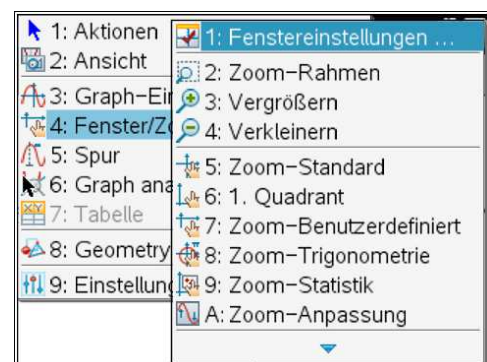 1: Aktionen
2: Ansicht
3: Graph-Ei
4: Fenster/Zo
5: Spur
6: Graph ana
7: Tabelle
8: Geometry
9: Einstellung
1: Fenstereinstellungen ...
2: Zoom-Rahmen
3: Vergrößern
4: Verkleinern
5: Zoom-Standard
6: 1. Quadrant
7: Zoom-Benutzerdefiniert
8: Zoom-Trigonometrie
9: Zoom-Statistik
A: Zoom-Anpassung